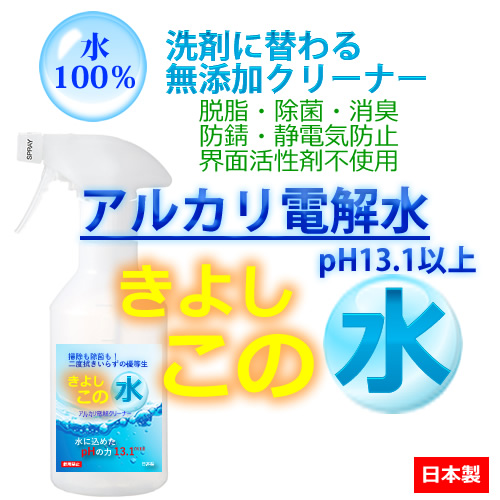 水
100%
洗剤に替わる
無添加クリーナー
脱脂・除菌・消臭
防錆・静電気防止
界面活性剤不使用
SPRAY
アルカリ電解水
pH13.1以上
きよし
この
水
掃除も除菌も!
二度拭きいらずの優等生
きよし
この
水
アルカリ電解クリーナー
水に込めた
pHの力13.1
日本製